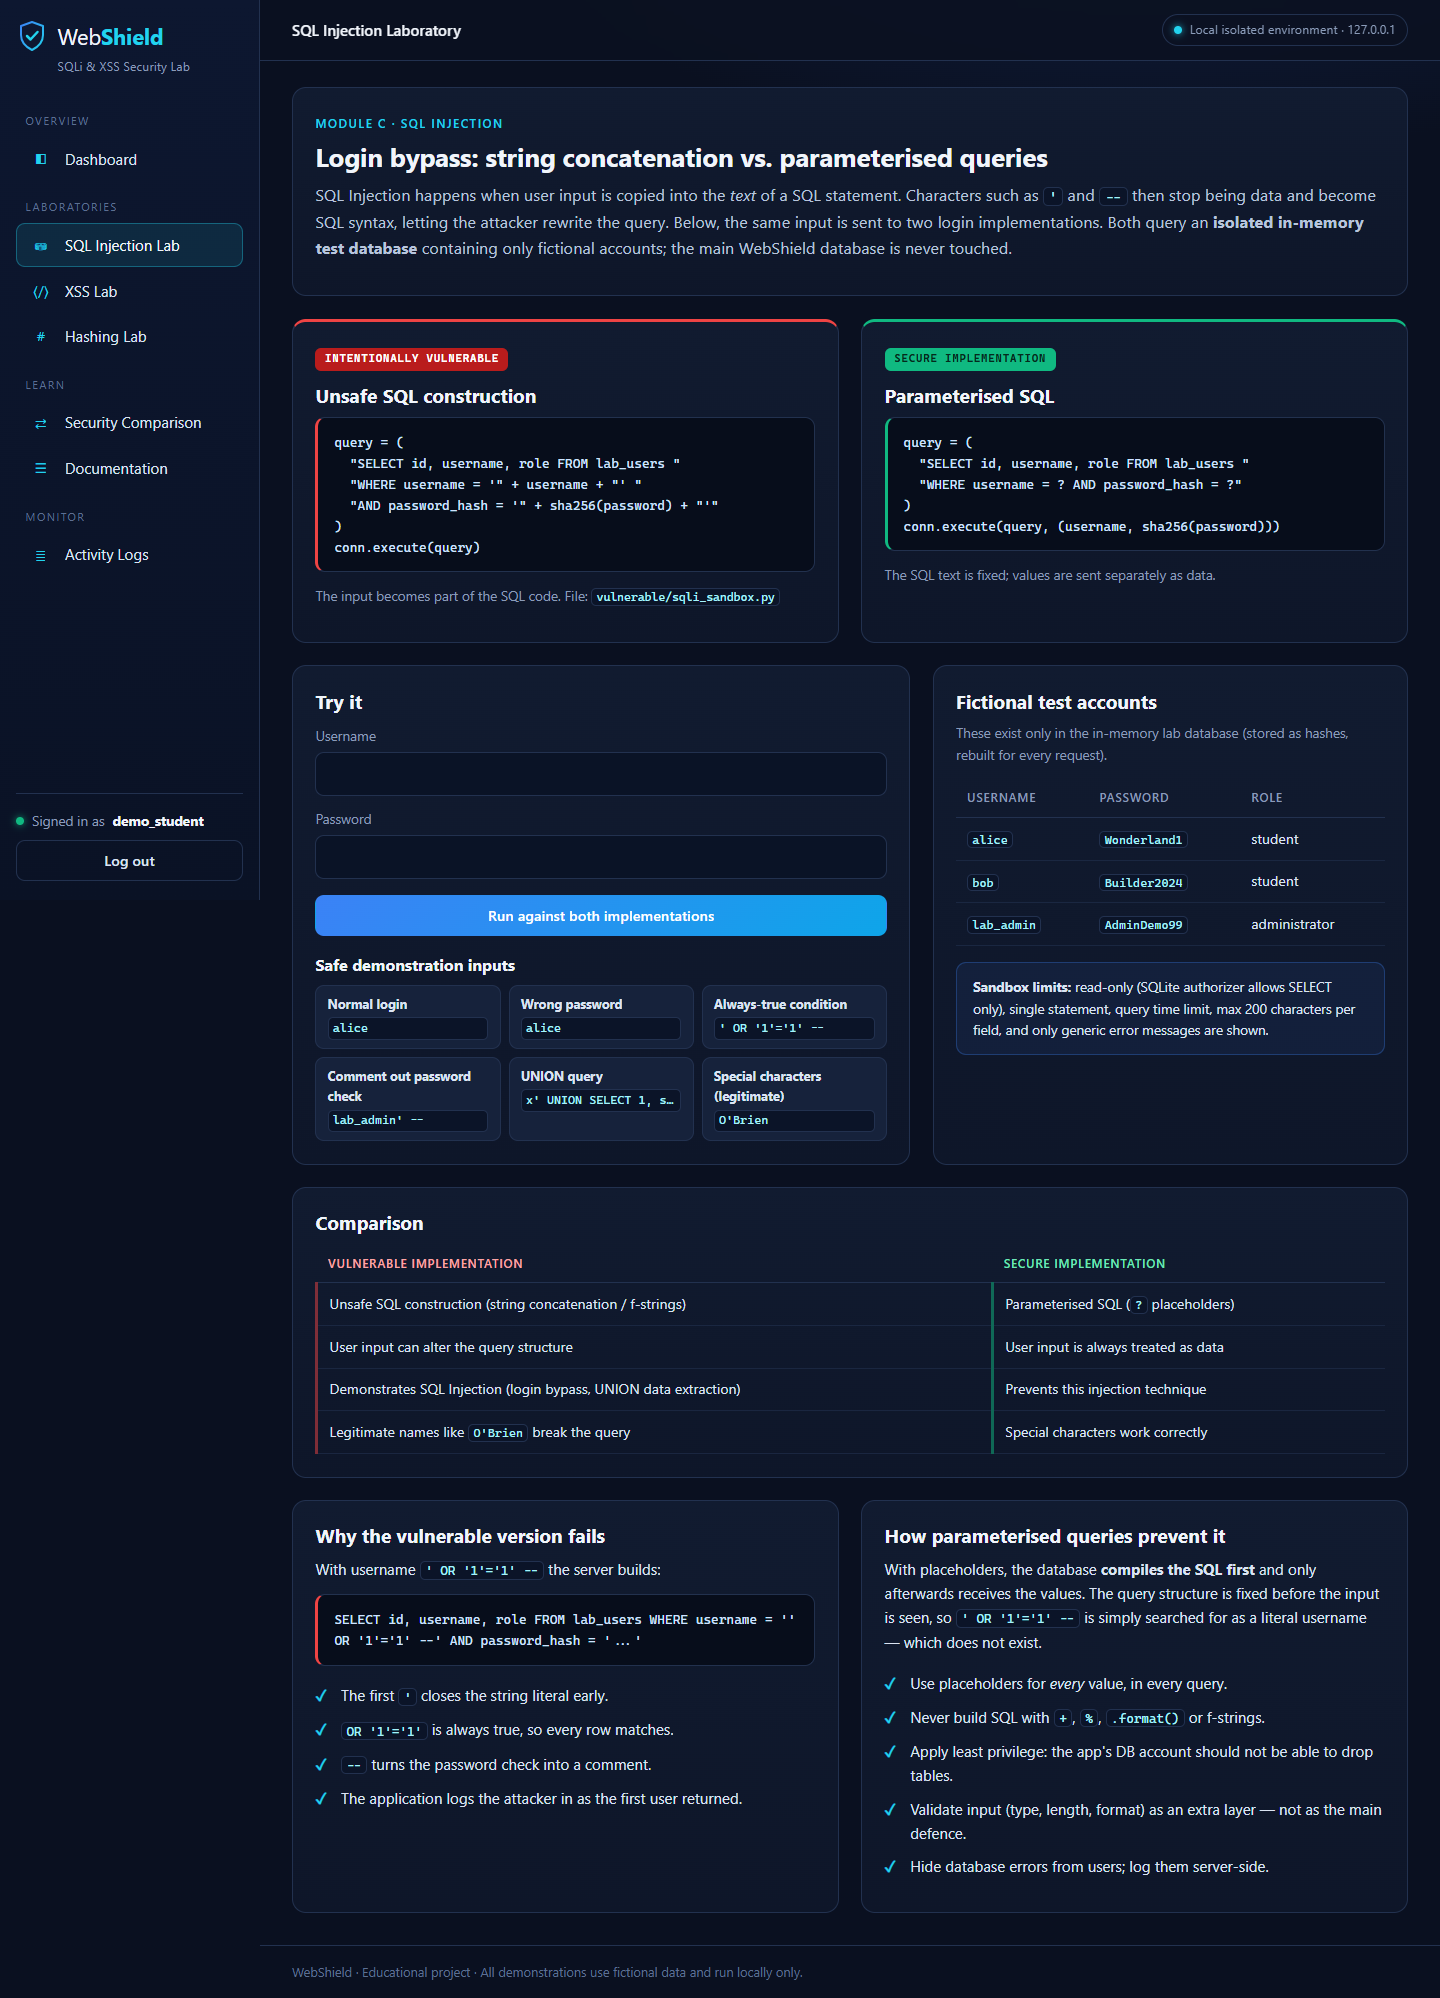 WebShield
SQLi & XSS Security Lab
OVERVIEW
Dashboard
LABORATORIES
SQL Injection Lab
XSS Lab
# Hashing Lab
LEARN
Security Comparison
Documentation
MONITOR
Activity Logs
Signed in as demo_student
Log out
SQL Injection Laboratory
Local isolated environment · 127.0.0.1
MODULE C · SQL INJECTION
Login bypass: string concatenation vs. parameterised queries
SQL Injection happens when user input is copied into the text of a SQL statement. Characters such as ' and -- then stop being data and become
SQL syntax, letting the attacker rewrite the query. Below, the same input is sent to two login implementations. Both query an isolated in-memory
test database containing only fictional accounts; the main WebShield database is never touched.
INTENTIONALLY VULNERABLE
Unsafe SQL construction
query = (
"SELECT id, username, role FROM lab_users "
"WHERE username = '" + username + "' "
"AND password_hash = '" + sha256(password) + "'"
)
conn.execute(query)
The input becomes part of the SQL code. File: vulnerable/sqli_sandbox.py
SECURE IMPLEMENTATION
Parameterised SQL
query = (
"SELECT id, username, role FROM lab_users "
"WHERE username = ? AND password_hash = ?"
)
conn.execute(query, (username, sha256(password)))
The SQL text is fixed; values are sent separately as data.
Try it
Username
Password
Run against both implementations
Safe demonstration inputs
Normal login
alice
Wrong password
alice
Always-true condition
' OR '1'='1' --
Comment out password
check
lab_admin' --
UNION query
x' UNION SELECT 1, s…
Special characters
(legitimate)
O'Brien
Fictional test accounts
These exist only in the in-memory lab database (stored as hashes,
rebuilt for every request).
USERNAME PASSWORD ROLE
alice Wonderland1 student
bob Builder2024 student
lab_admin AdminDemo99 administrator
Sandbox limits: read-only (SQLite authorizer allows SELECT
only), single statement, query time limit, max 200 characters per
field, and only generic error messages are shown.
Comparison
VULNERABLE IMPLEMENTATION SECURE IMPLEMENTATION
Unsafe SQL construction (string concatenation / f-strings) Parameterised SQL ( ? placeholders)
User input can alter the query structure User input is always treated as data
Demonstrates SQL Injection (login bypass, UNION data extraction) Prevents this injection technique
Legitimate names like O'Brien break the query Special characters work correctly
Why the vulnerable version fails
With username ' OR '1'='1' -- the server builds:
SELECT id, username, role FROM lab_users WHERE username = ''
OR '1'='1' --' AND password_hash = '...'
✓ The first ' closes the string literal early.
✓ OR '1'='1' is always true, so every row matches.
✓ -- turns the password check into a comment.
✓ The application logs the attacker in as the first user returned.
How parameterised queries prevent it
With placeholders, the database compiles the SQL first and only
afterwards receives the values. The query structure is fixed before the input
is seen, so ' OR '1'='1' -- is simply searched for as a literal username
— which does not exist.
✓ Use placeholders for every value, in every query.
✓ Never build SQL with + , % , .format() or f-strings.
✓ Apply least privilege: the app's DB account should not be able to drop
tables.
✓ Validate input (type, length, format) as an extra layer — not as the main
defence.
✓ Hide database errors from users; log them server-side.
WebShield · Educational project · All demonstrations use fictional data and run locally only.